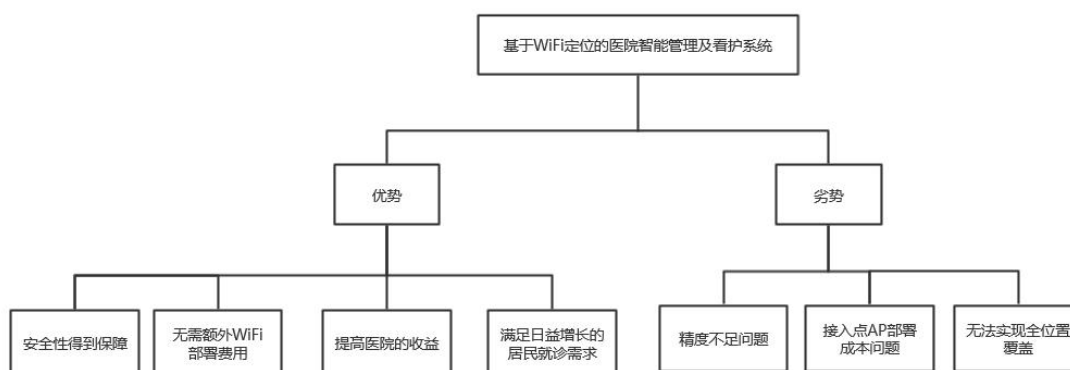 基于WiFi定位的医院智能管理及看护系统
优势
劣势
安全性得到保障
无需额外WiFi
部署费用
提高医院的收益
满足日益增长的
居民就诊需求
精度不足问题
接入点AP部署
成本问题
无法实现全位置
覆盖